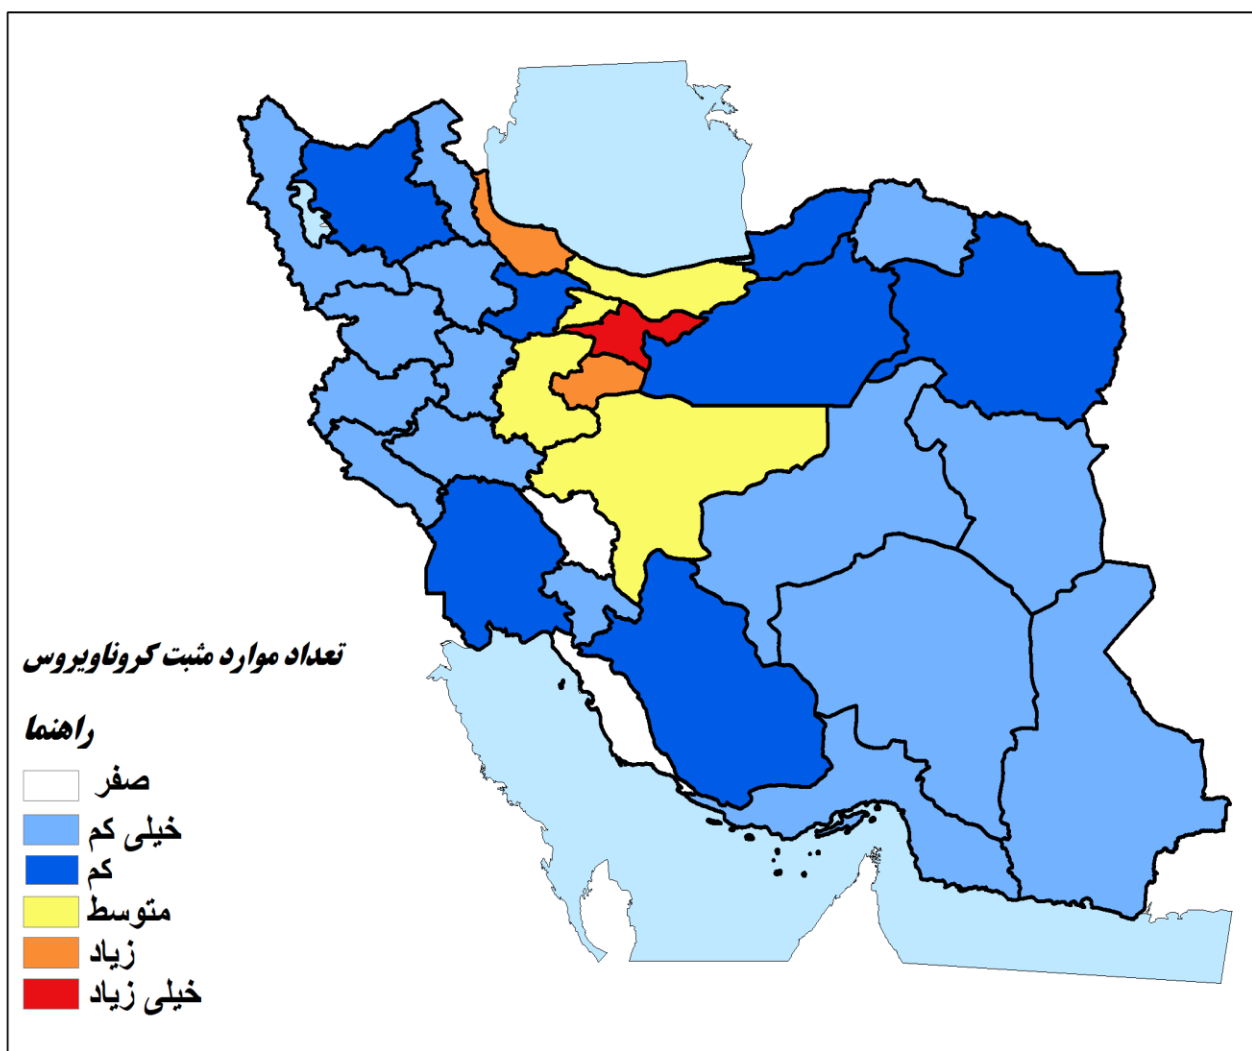 تعداد موارد مثبت کروناویروس
راهنما
صفر
خیلی کم
کم
متوسط
زیاد
خیلی زیاد